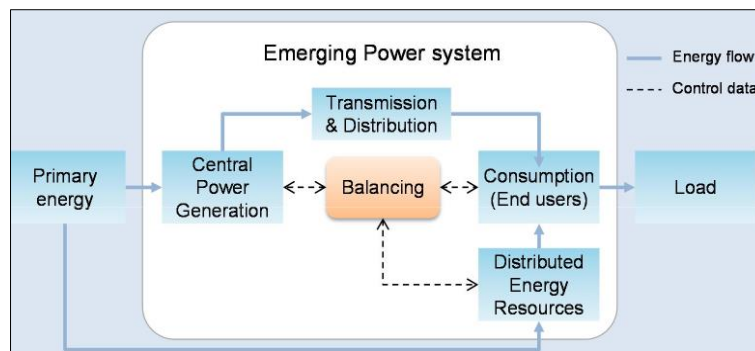 Emerging Power system
Energy flow
Control data
Transmission
& Distribution
Primary
energy
Central
Power
Generation
Balancing
Consumption
(End users)
Load
Distributed
Energy
Resources